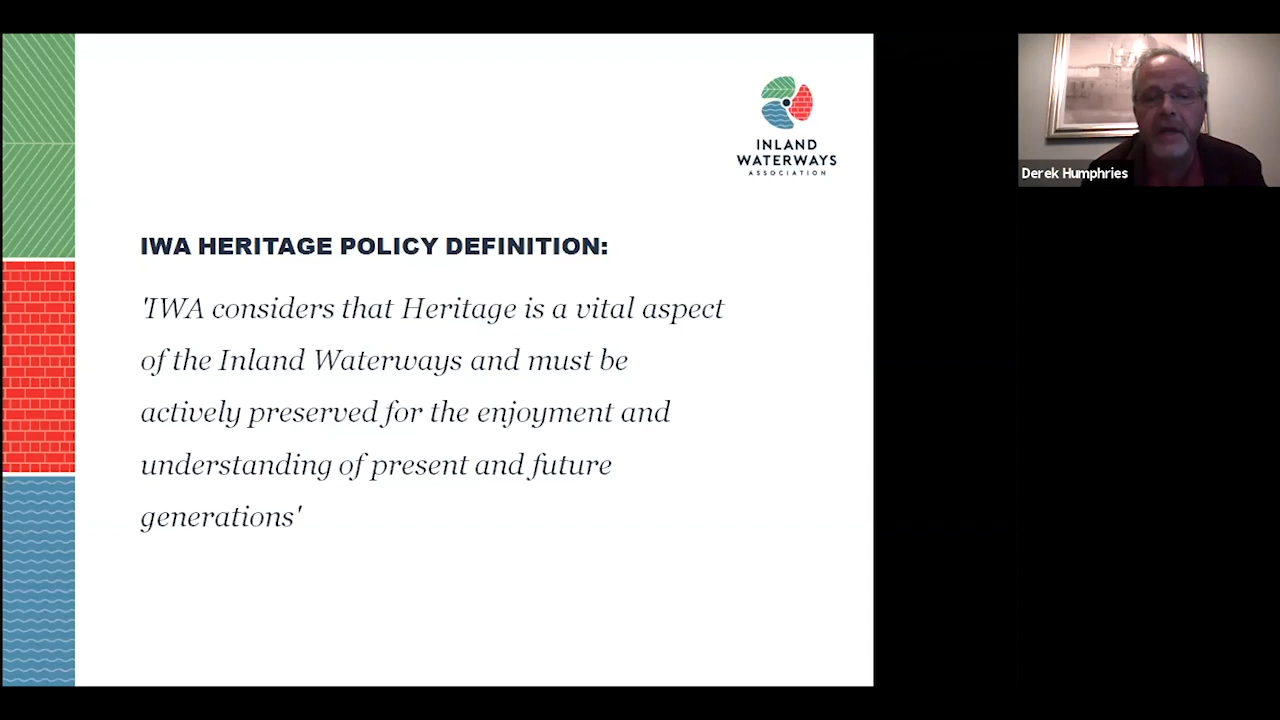 INLAND
WATERWAYS
ASSOCIATION
Derek Humphries
IWA HERITAGE POLICY DEFINITION:
'IWA considers that Heritage is a vital aspect
of the Inland Waterways and must be
actively preserved for the enjoyment and
understanding of present and future
generations'